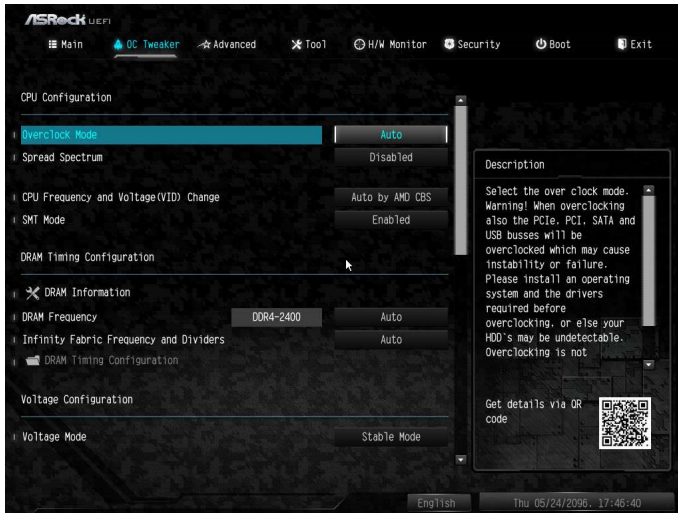 ASRock UEFI
Main OC Tweaker Advanced Tool H/W Monitor Security Boot Exit
CPU Configuration
Overclock Mode Auto
Spread Spectrum Disabled
CPU Frequency and Voltage(VID) Change Auto by AMD CBS
SMT Mode Enabled
DRAM Timing Configuration
DRAM Information
DRAM Frequency DDR4-2400 Auto
Infinity Fabric Frequency and Dividers Auto
DRAM Timing Configuration
Voltage Configuration
Voltage Mode Stable Mode
Description
Select the over clock mode.
Warning! When overclocking
also the PCIe, PCI, SATA and
USB busses will be
overclocked which may cause
instability or failure.
Please install an operating
system and the drivers
required before
overclocking, or else your
HDD`s may be undetectable.
Overclocking is not
Get details via QR
code
English Thu 05/24/2096, 17:46:40